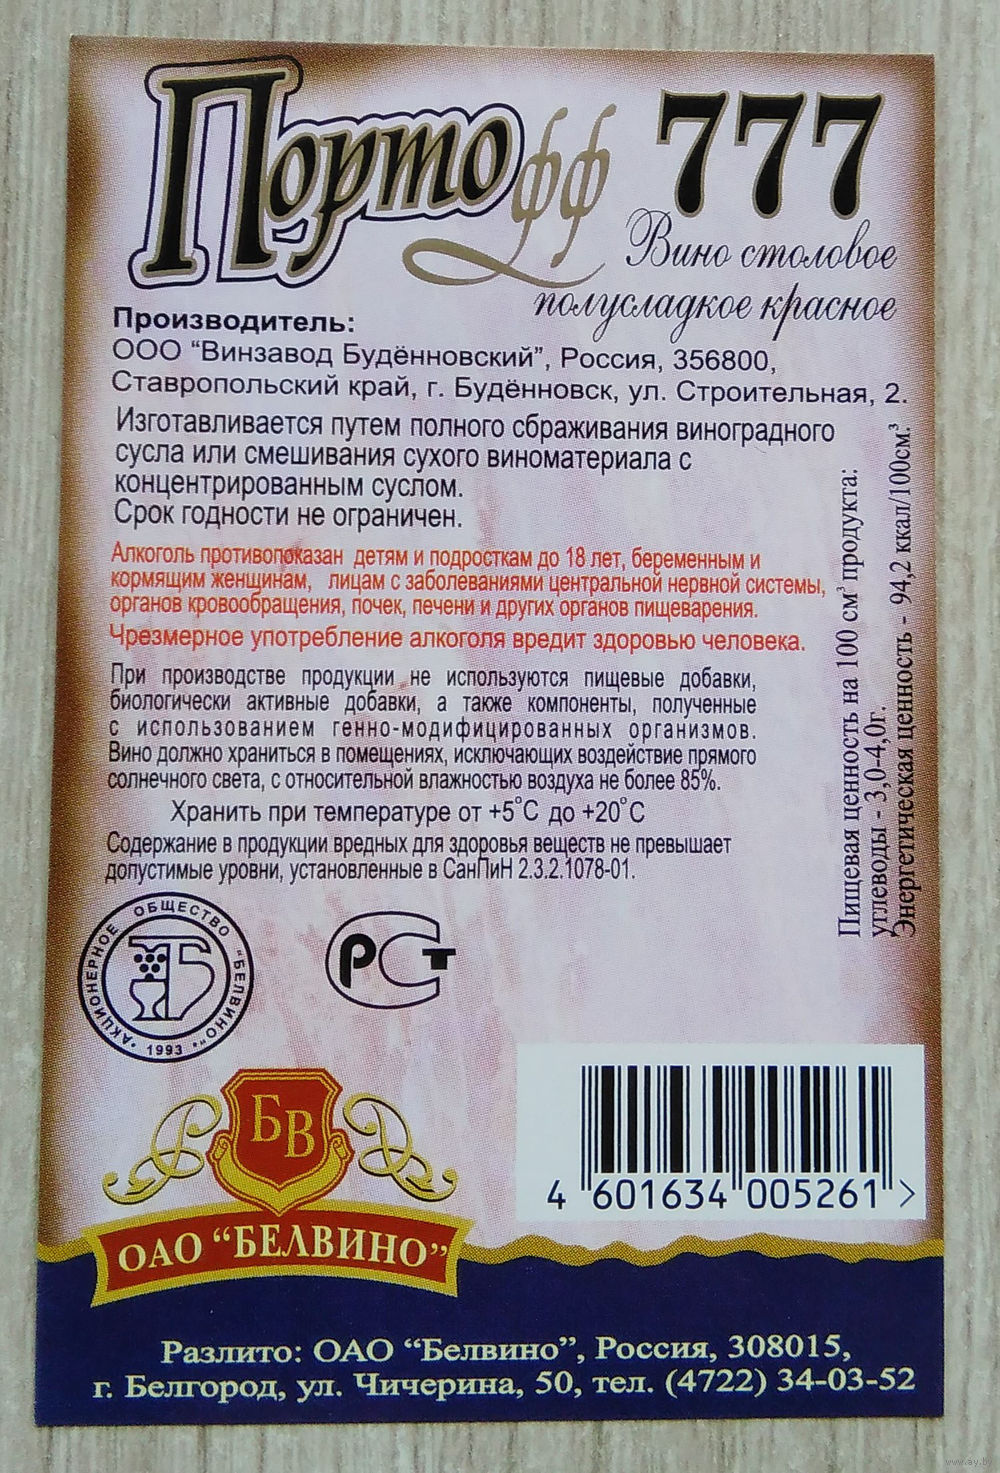 Портофф 777
Вино столовое
полусладкое красное
Производитель:
ООО “Винзавод Будённовский”, Россия, 356800,
Ставропольский край, г. Будённовск, ул. Строительная, 2.
Изготавливается путем полного сбраживания виноградного
сусла или смешивания сухого виноматериала с
концентрированным суслом.
Срок годности не ограничен.
Алкоголь противопоказан детям и подросткам до 18 лет, беременным и
кормящим женщинам, лицам с заболеваниями центральной нервной системы,
органов кровообращения, почек, печени и других органов пищеварения.
Чрезмерное употребление алкоголя вредит здоровью человека.
При производстве продукции не используются пищевые добавки,
биологически активные добавки, а также компоненты, полученные
с использованием генно-модифицированных организмов.
Вино должно храниться в помещениях, исключающих воздействие прямого
солнечного света, с относительной влажностью воздуха не более 85%.
Хранить при температуре от +5°С до +20°С
Содержание в продукции вредных для здоровья веществ не превышает
допустимые уровни, установленные в СанПиН 2.3.2.1078-01.
Пищевая ценность на 100 см³ продукта:
углеводы - 3,0-4,0г.
Энергетическая ценность - 94,2 ккал/100см.³
АКЦИОНЕРНОЕ ОБЩЕСТВО “БЕЛВИНО”
Б
1993
РСТ
БВ
ОАО “БЕЛВИНО”
4 601634 005261 >
Разлито: ОАО “Белвино”, Россия, 308015,
г. Белгород, ул. Чичерина, 50, тел. (4722) 34-03-52
www.ay.by